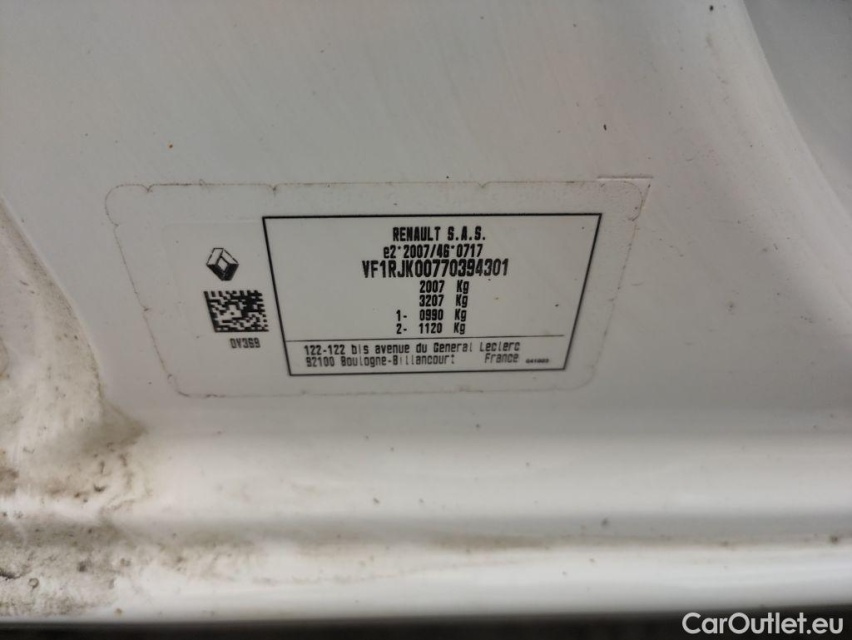 RENAULT S.A.S.
e2*2007/46*0717
VF1RJK00770394301
2007 Kg
3207 Kg
1- 0990 Kg
2- 1120 Kg
DV369
122-122 bis avenue du General Leclerc
92100 Boulogne-Billancourt France
CarOutlet.eu